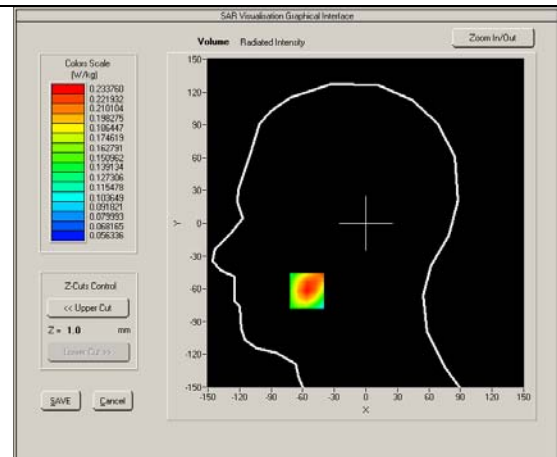 SAR Visualisation Graphical Interface
Volume Radiated Intensity
Zoom In/Out
Colors Scale
(W/kg)
0.233760
0.221932
0.210104
0.198275
0.186447
0.174619
0.162791
0.150962
0.139134
0.127306
0.115478
0.103649
0.091821
0.079993
0.068165
0.056336
Z-Cuts Control
<< Upper Cut
Z = 1.0 mm
Lower Cut >>
SAVE
Cancel
150
120
90
60
30
0
-30
-60
-90
-120
-150
Y
-150 -120 -90 -60 -30 0 30 60 90 120 150
X